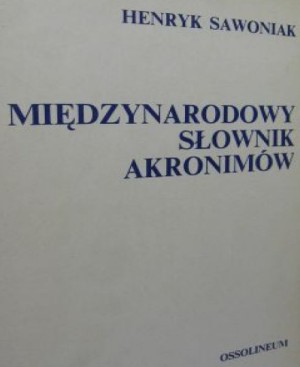 HENRYK SAWONIAK
MIĘDZYNARODOWY
SŁOWNIK
AKRONIMÓW
OSSOLINEUM